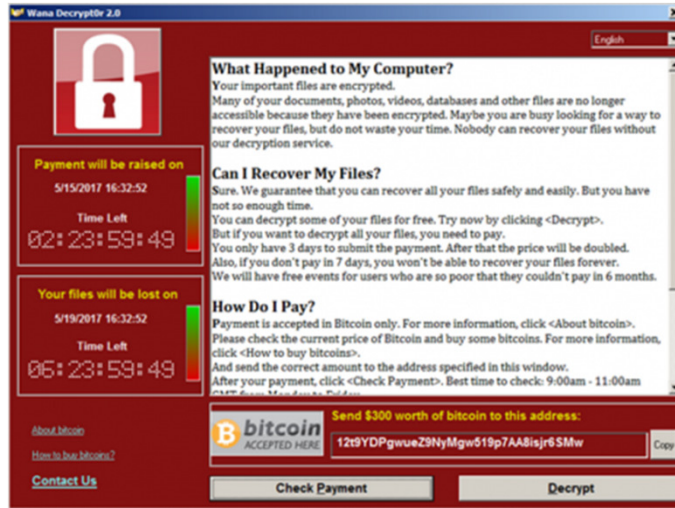 Wana Decrypt0r 2.0
English
What Happened to My Computer?
Your important files are encrypted.
Many of your documents, photos, videos, databases and other files are no longer
accessible because they have been encrypted. Maybe you are busy looking for a way to
recover your files, but do not waste your time. Nobody can recover your files without
our decryption service.
Can I Recover My Files?
Sure. We guarantee that you can recover all your files safely and easily. But you have
not so enough time.
You can decrypt some of your files for free. Try now by clicking <Decrypt>.
But if you want to decrypt all your files, you need to pay.
You only have 3 days to submit the payment. After that the price will be doubled.
Also, if you don't pay in 7 days, you won't be able to recover your files forever.
We will have free events for users who are so poor that they couldn't pay in 6 months.
How Do I Pay?
Payment is accepted in Bitcoin only. For more information, click <About bitcoin>.
Please check the current price of Bitcoin and buy some bitcoins. For more information,
click <How to buy bitcoins>.
And send the correct amount to the address specified in this window.
After your payment, click <Check Payment>. Best time to check: 9:00am - 11:00am
GMT from Monday to Friday
Payment will be raised on
5/15/2017 16:32:52
Time Left
02:23:59:49
Your files will be lost on
5/19/2017 16:32:52
Time Left
06:23:59:49
About bitcoin
How to buy bitcoins?
Contact Us
bitcoin
ACCEPTED HERE
Send $300 worth of bitcoin to this address:
12t9YDPgwueZ9NyMgw519p7AA8isjr6SMw
Copy
Check Payment
Decrypt